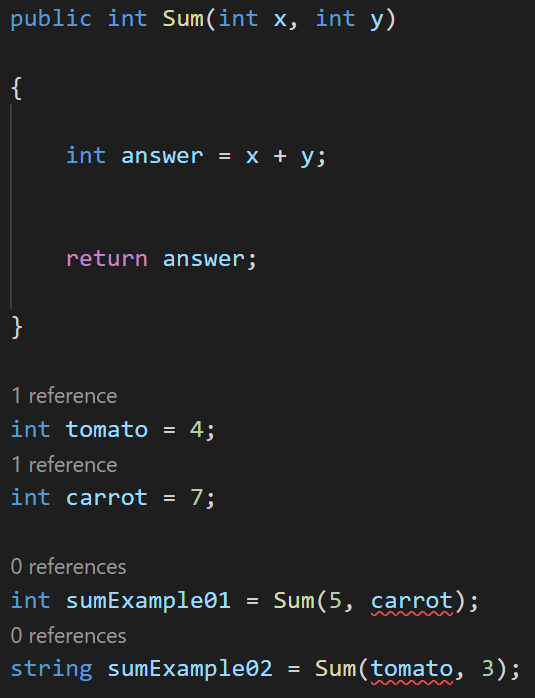 public int Sum(int x, int y)
{
int answer = x + y;
return answer;
}
1 reference
int tomato = 4;
1 reference
int carrot = 7;
0 references
int sumExample01 = Sum(5, carrot);
0 references
string sumExample02 = Sum(tomato, 3);